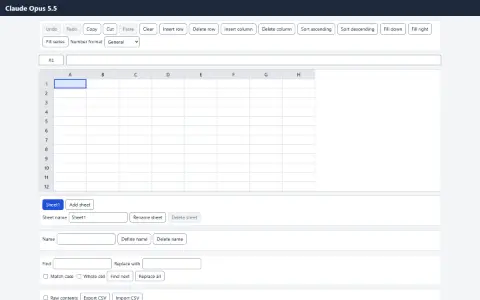 Claude Opus 5.5
Undo Redo Copy Cut Paste Clear Insert row Delete row Insert column Delete column Sort ascending Sort descending Fill down Fill right
Fill series Number format General
A1
A B C D E F G H
1
2
3
4
5
6
7
8
9
10
11
12
Sheet1 Add sheet
Sheet name Sheet1 Rename sheet Delete sheet
Name Define name Delete name
Find Replace with
Match case Whole cell Find next Replace all
Raw contents Export CSV Import CSV